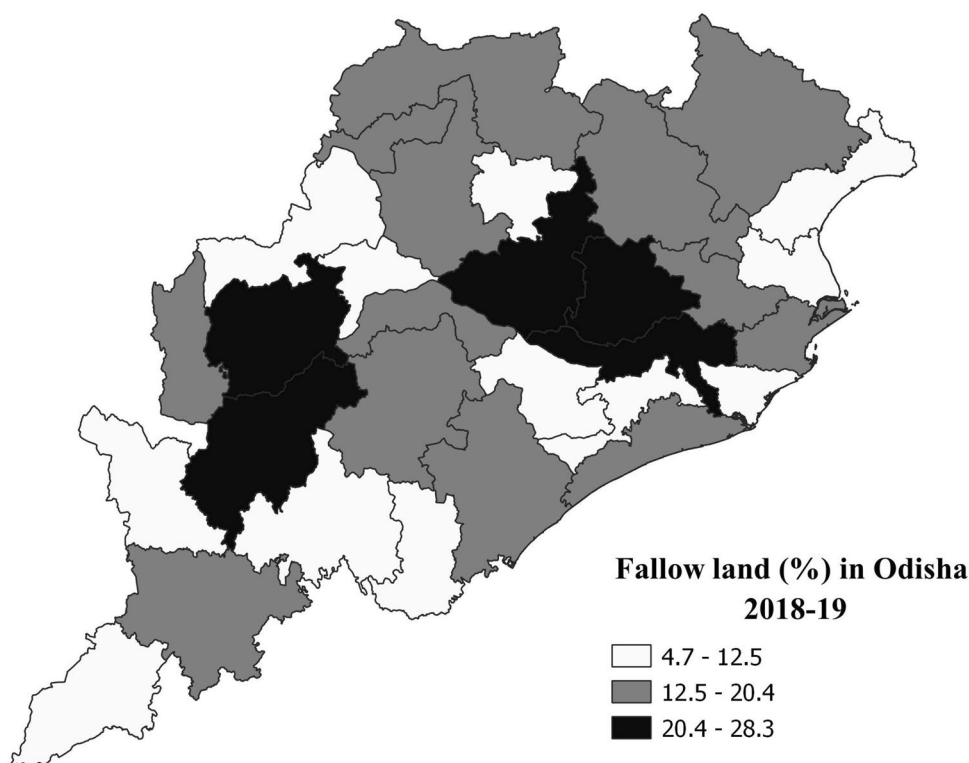 Fallow land (%) in Odisha
2018-19
4.7 - 12.5
12.5 - 20.4
20.4 - 28.3